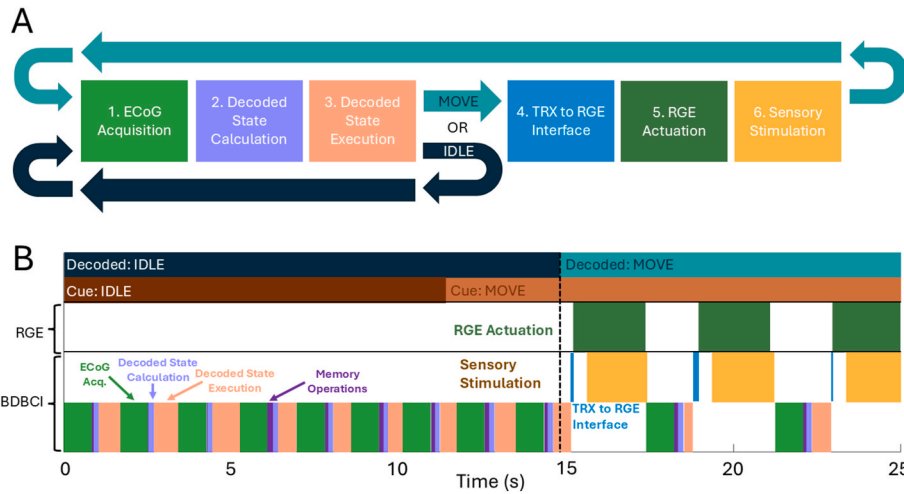 A
1. ECoG
Acquisition
2. Decoded
State
Calculation
3. Decoded
State
Execution
MOVE
OR
IDLE
4. TRX to RGE
Interface
5. RGE
Actuation
6. Sensory
Stimulation
B
Decoded: IDLE
Decoded: MOVE
Cue: IDLE
Cue: MOVE
RGE
RGE Actuation
BDBCI
ECoG
Acq.
Decoded State
Calculation
Decoded State
Execution
Memory
Operations
Sensory
Stimulation
TRX to RGE
Interface
0 5 10 15 20 25
Time (s)